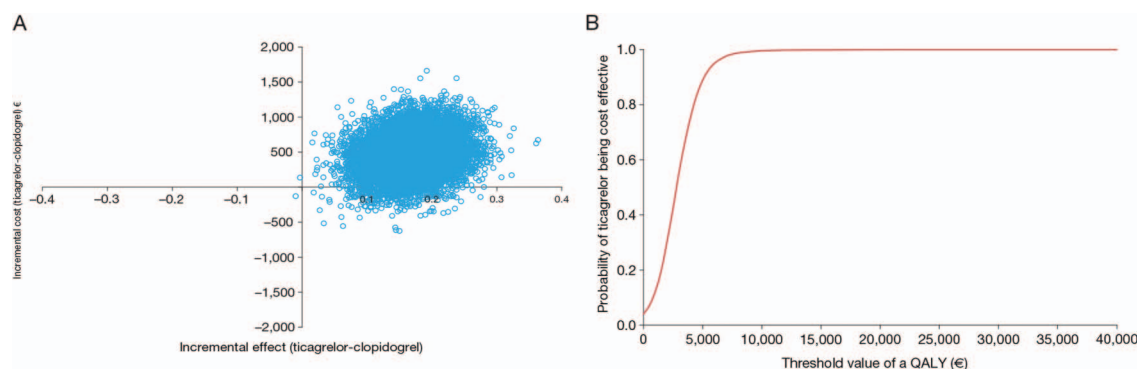 A
Incremental cost (ticagrelor-clopidogrel) €
2,000
1,500
1,000
500
−0.4 −0.3 −0.2 −0.1 0.1 0.2 0.3 0.4
−500
−1,000
−1,500
−2,000
Incremental effect (ticagrelor-clopidogrel)
B
Probability of ticagrelor being cost effective
1.0
0.8
0.6
0.4
0.2
0.0
0 5,000 10,000 15,000 20,000 25,000 30,000 35,000 40,000
Threshold value of a QALY (€)